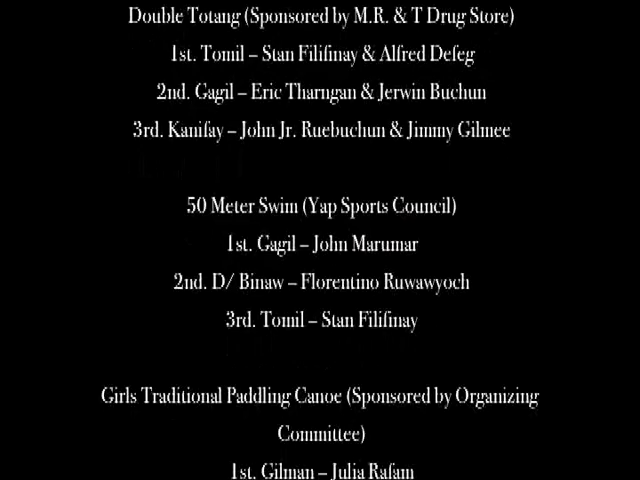 Double Totang (Sponsored by M.R. & T Drug Store)
1st. Tomil – Stan Filifinay & Alfred Defeg
2nd. Gagil – Eric Tharngan & Jerwin Buchun
3rd. Kanifay – John Jr. Ruebuchun & Jimmy Gilmee
50 Meter Swim (Yap Sports Council)
1st. Gagil – John Marumar
2nd. D/ Binaw – Florentino Ruwawyoch
3rd. Tomil – Stan Filifinay
Girls Traditional Paddling Canoe (Sponsored by Organizing
Committee)
1st. Gilman – Julia Rafam